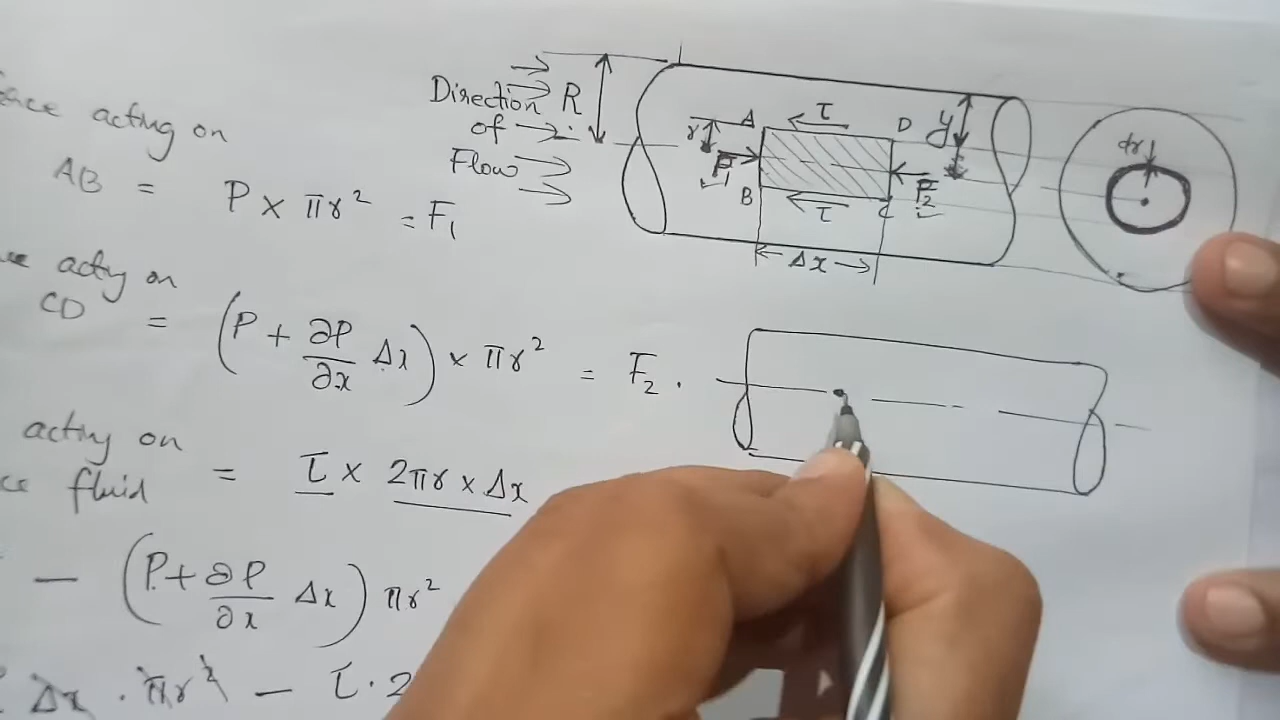 acting on
AB = P × πr² = F₁
acting on
CD = (P + ∂P/∂x Δx) × πr² = F₂ .
acting on
fluid = τ × 2πr × Δx
− (P + ∂P/∂x Δx) πr²
Δx . πr² − τ . 2
Direction
of
Flow
R
r
A
τ
D
y
P₁
P₂
B
τ
C
Δx
dr